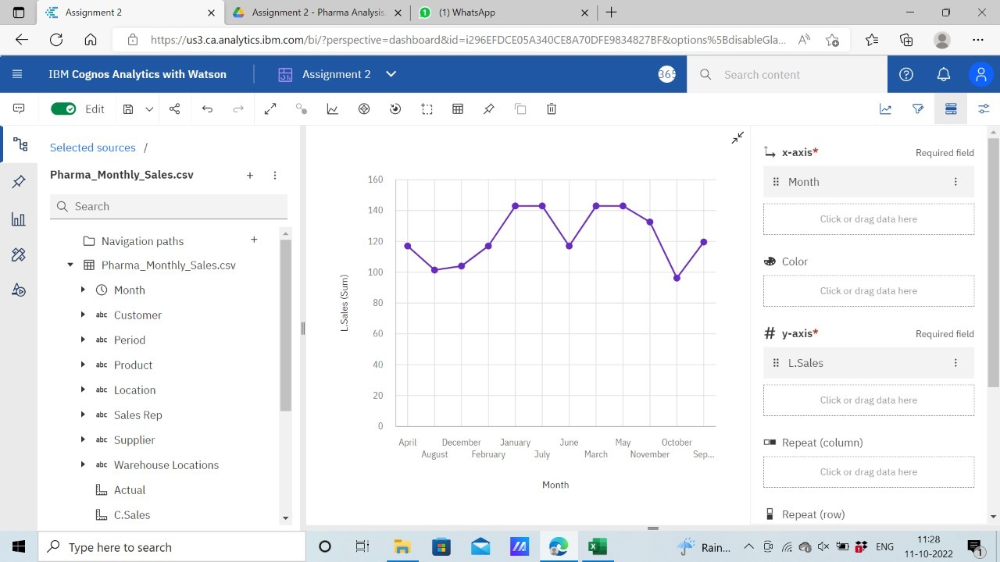 Assignment 2
Assignment 2 - Pharma Analysis.
(1) WhatsApp
https://us3.ca.analytics.ibm.com/bi/?perspective=dashboard&id=i296EFDCE05A340CE8A70DFE9834827BF&options%5BdisableGla...
IBM Cognos Analytics with Watson
Assignment 2
365
Search content
Edit
Selected sources /
Pharma_Monthly_Sales.csv
Search
Navigation paths
Pharma_Monthly_Sales.csv
Month
abc Customer
abc Period
abc Product
abc Location
abc Sales Rep
abc Supplier
abc Warehouse Locations
Actual
C.Sales
L.Sales (Sum)
160
140
120
100
80
60
40
20
0
April December January June May October
August February July March November Sep...
Month
x-axis* Required field
Month
Click or drag data here
Color
Click or drag data here
# y-axis* Required field
L.Sales
Click or drag data here
Repeat (column)
Click or drag data here
Repeat (row)
Type here to search
Rain...
ENG
11:28
11-10-2022
1